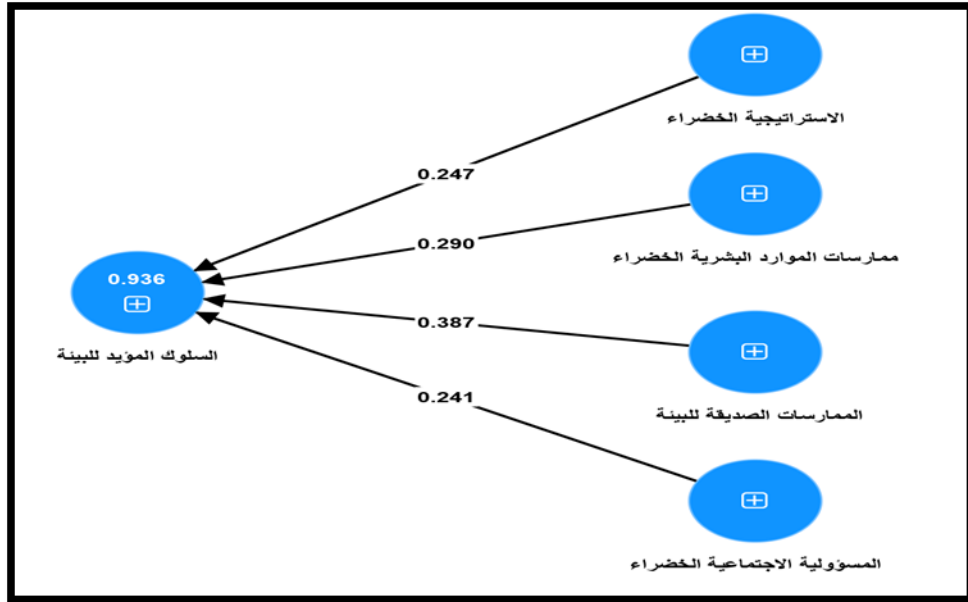 الاستراتيجية الخضراء
0.247
ممارسات الموارد البشرية الخضراء
0.290
0.936
السلوك المؤيد للبيئة
0.387
الممارسات الصديقة للبيئة
0.241
المسؤولية الاجتماعية الخضراء